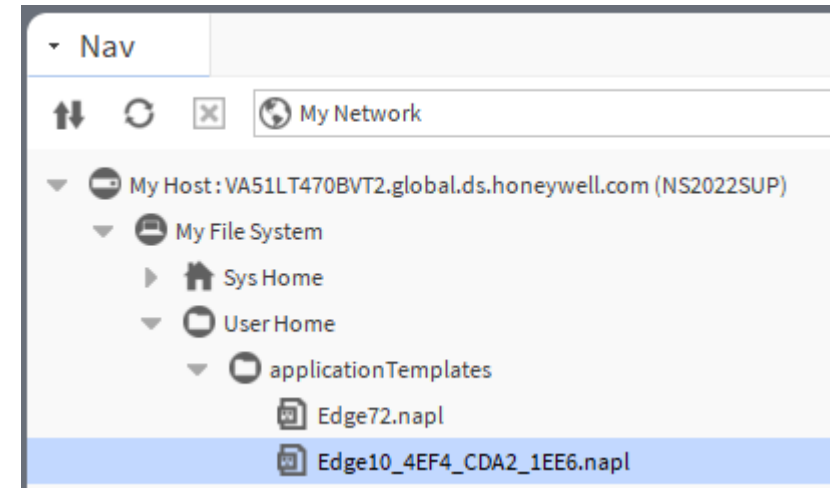 Nav
My Network
My Host : VA51LT470BVT2.global.ds.honeywell.com (NS2022SUP)
My File System
Sys Home
User Home
applicationTemplates
Edge72.napl
Edge10_4EF4_CDA2_1EE6.napl